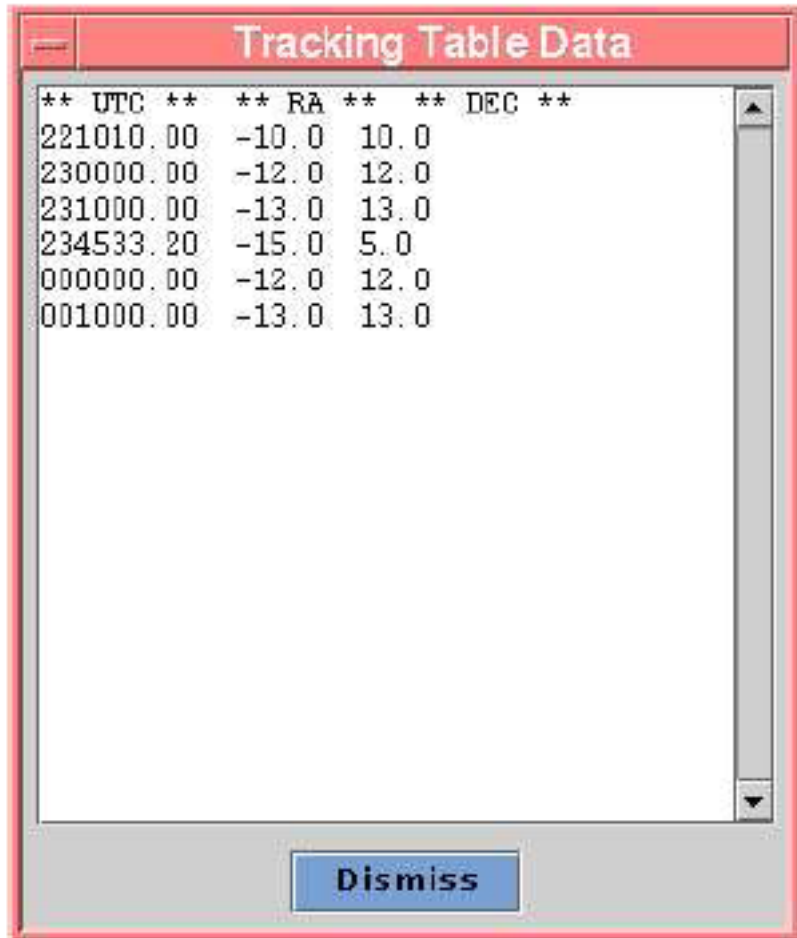 Tracking Table Data
** UTC ** ** RA ** ** DEC **
221010.00 -10.0 10.0
230000.00 -12.0 12.0
231000.00 -13.0 13.0
234533.20 -15.0 5.0
000000.00 -12.0 12.0
001000.00 -13.0 13.0
Dismiss